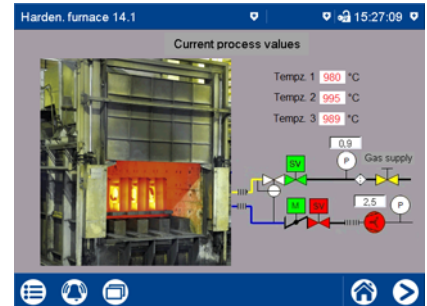 Harden. furnace 14.1 15:27:09
Current process values
Tempz. 1 980 °C
Tempz. 2 995 °C
Tempz. 3 989 °C
0,9
SV P Gas supply
2,5
M SV P